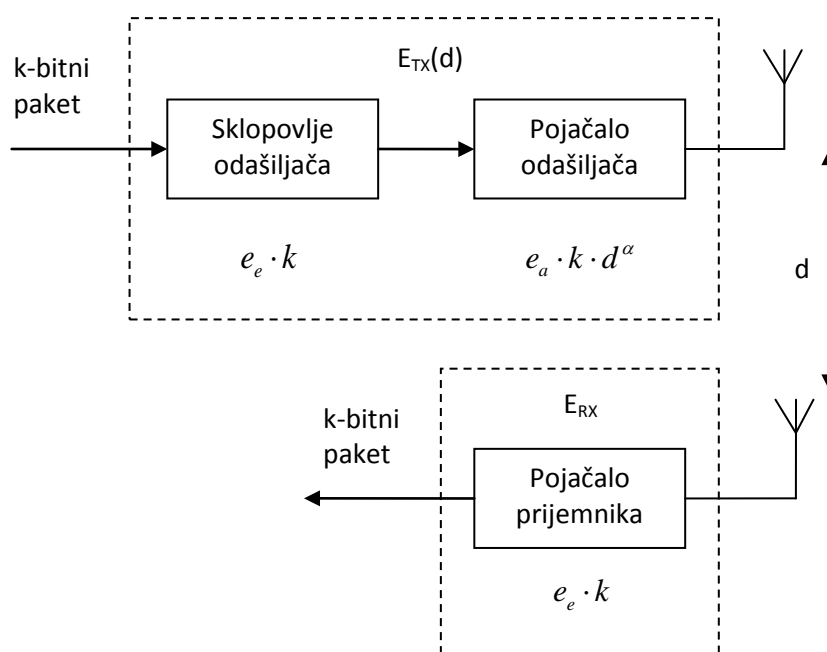 k-bitni
paket
E_TX(d)
Sklopovlje
odašiljača
Pojačalo
odašiljača
e_e · k
e_a · k · d^α
d
k-bitni
paket
E_RX
Pojačalo
prijemnika
e_e · k